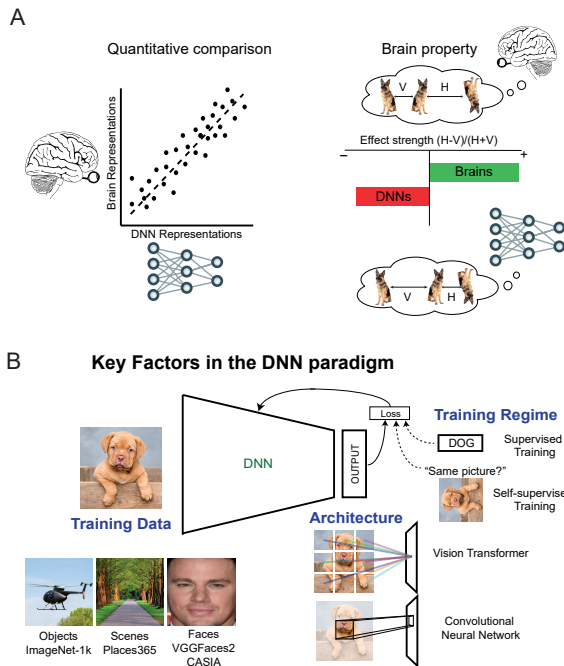 A
Quantitative comparison
Brain property
V
H
Brain Representations
Effect strength (H-V)/(H+V)
−
+
Brains
DNNs
DNN Representations
V
H
B
Key Factors in the DNN paradigm
Loss
Training Regime
DNN
OUTPUT
DOG
Supervised
Training
"Same picture?"
Self-supervise
Training
Training Data
Architecture
Vision Transformer
Convolutional
Neural Network
Objects
ImageNet-1k
Scenes
Places365
Faces
VGGFaces2
CASIA